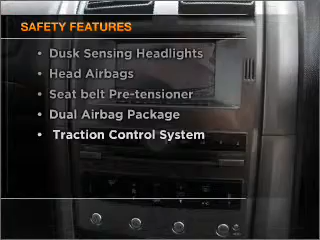 SAFETY FEATURES
• Dusk Sensing Headlights
• Head Airbags
• Seat belt Pre-tensioner
• Dual Airbag Package
• Traction Control System